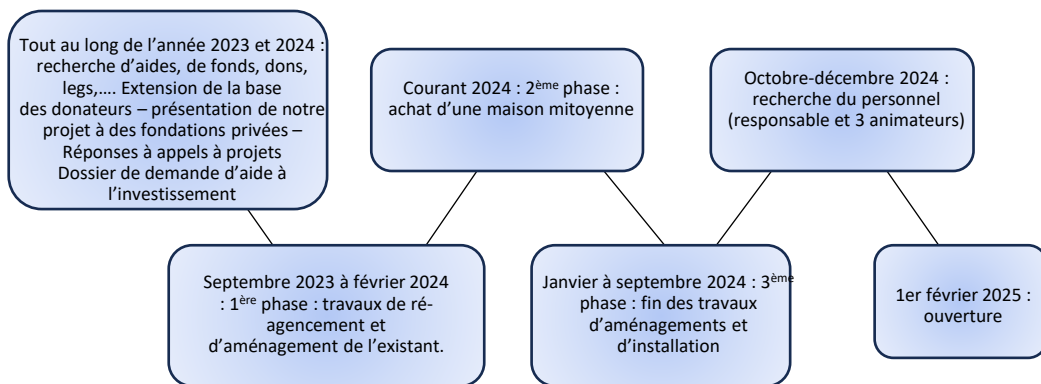 Tout au long de l’année 2023 et 2024 :
recherche d’aides, de fonds, dons,
legs,…. Extension de la base
des donateurs – présentation de notre
projet à des fondations privées –
Réponses à appels à projets
Dossier de demande d’aide à
l’investissement
Septembre 2023 à février 2024
: 1ère phase : travaux de ré-
agencement et
d’aménagement de l’existant.
Courant 2024 : 2ème phase :
achat d’une maison mitoyenne
Janvier à septembre 2024 : 3ème
phase : fin des travaux
d’aménagements et
d’installation
Octobre-décembre 2024 :
recherche du personnel
(responsable et 3 animateurs)
1er février 2025 :
ouverture